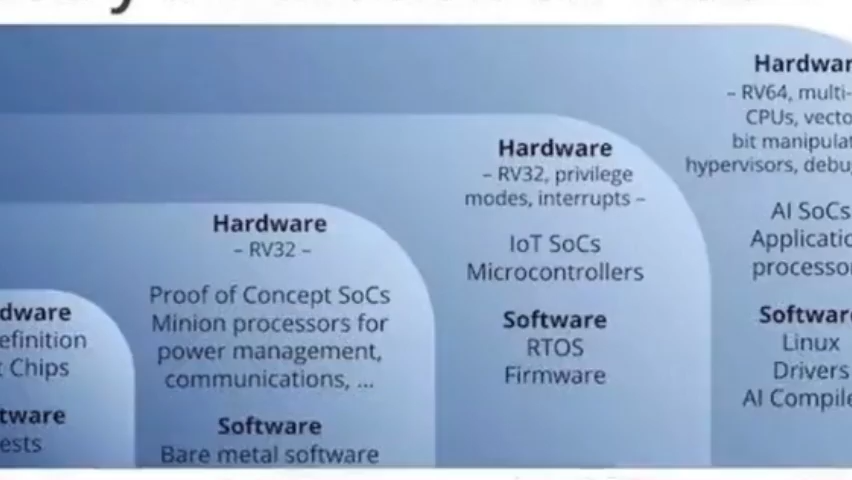 dware
efinition
t Chips
tware
ests
Hardware
– RV32 –
Proof of Concept SoCs
Minion processors for
power management,
communications, ...
Software
Bare metal software
Hardware
– RV32, privilege
modes, interrupts –
IoT SoCs
Microcontrollers
Software
RTOS
Firmware
Hardwar
– RV64, multi-
CPUs, vecto
bit manipulat
hypervisors, debu
AI SoCs
Applicatio
processo
Software
Linux
Drivers
AI Compile